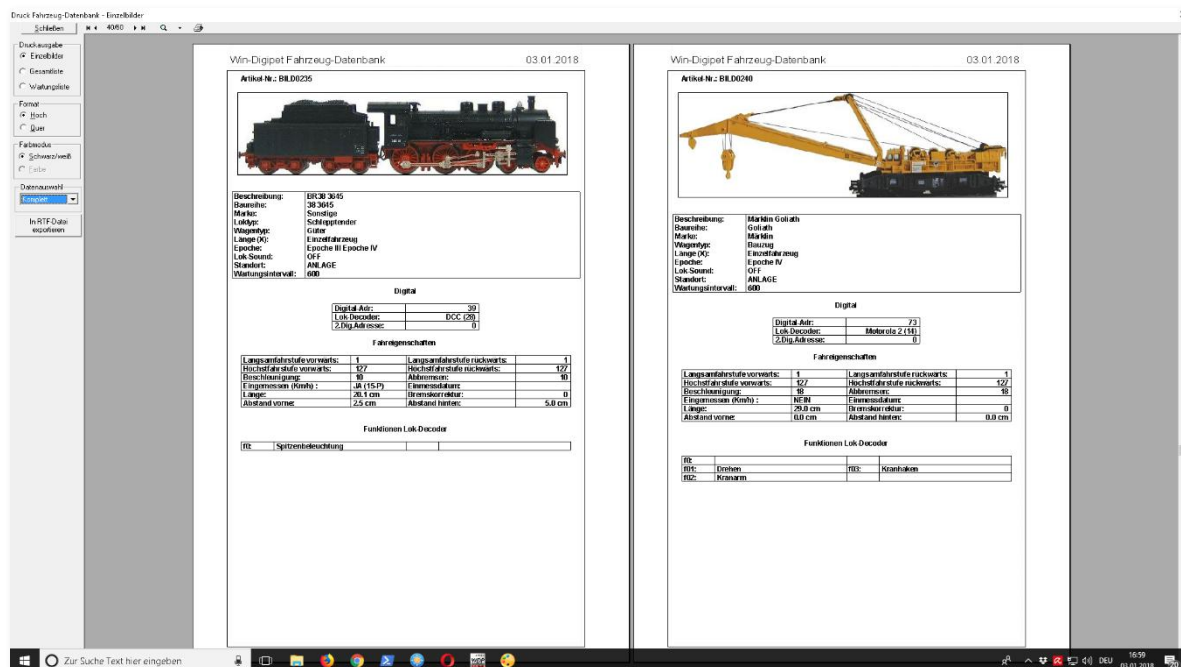 Druck Fahrzeug-Datenbank - Einzelbilder
Schließen 40/60
Druckausgabe
Einzelbilder
Gesamtliste
Wartungsliste
Format
Hoch
Quer
Farbmodus
Schwarz/weiß
Farbe
Datenauswahl
Komplett
In RTF-Datei
exportieren
Win-Digipet Fahrzeug-Datenbank 03.01.2018
Artikel-Nr.: BILD0235
Beschreibung: BR38 3645
Baureihe: 38 3645
Marke: Sonstige
Loktyp: Schlepptender
Wagentyp: Güter
Länge (X): Einzelfahrzeug
Epoche: Epoche III Epoche IV
Lok-Sound: OFF
Standort: ANLAGE
Wartungsintervall: 600
Digital
Digital-Adr: 39
Lok-Decoder: DCC (28)
2.Dig.Adresse: 0
Fahreigenschaften
Langsamfahrstufe vorwärts: 1 Langsamfahrstufe rückwärts: 1
Höchstfahrstufe vorwärts: 127 Höchstfahrstufe rückwärts: 127
Beschleunigung: 10 Abbremsen: 10
Eingemessen (Km/h) : JA (15-P) Einmessdatum:
Länge: 20.1 cm Bremskorrektur: 0
Abstand vorne: 2.5 cm Abstand hinten: 5.0 cm
Funktionen Lok-Decoder
f0: Spitzenbeleuchtung
Win-Digipet Fahrzeug-Datenbank 03.01.2018
Artikel-Nr.: BILD0240
Beschreibung: Märklin Goliath
Baureihe: Goliath
Marke: Märklin
Wagentyp: Bauzug
Länge (X): Einzelfahrzeug
Epoche: Epoche IV
Lok-Sound: OFF
Standort: ANLAGE
Wartungsintervall: 600
Digital
Digital-Adr: 73
Lok-Decoder: Motorola 2 (14)
2.Dig.Adresse: 0
Fahreigenschaften
Langsamfahrstufe vorwärts: 1 Langsamfahrstufe rückwärts: 1
Höchstfahrstufe vorwärts: 127 Höchstfahrstufe rückwärts: 127
Beschleunigung: 18 Abbremsen: 18
Eingemessen (Km/h) : NEIN Einmessdatum:
Länge: 29.0 cm Bremskorrektur: 0
Abstand vorne: 0.0 cm Abstand hinten: 0.0 cm
Funktionen Lok-Decoder
f0:
f01: Drehen f03: Kranhaken
f02: Kranarm
Zur Suche Text hier eingeben
DEU 16:59
03.01.2018